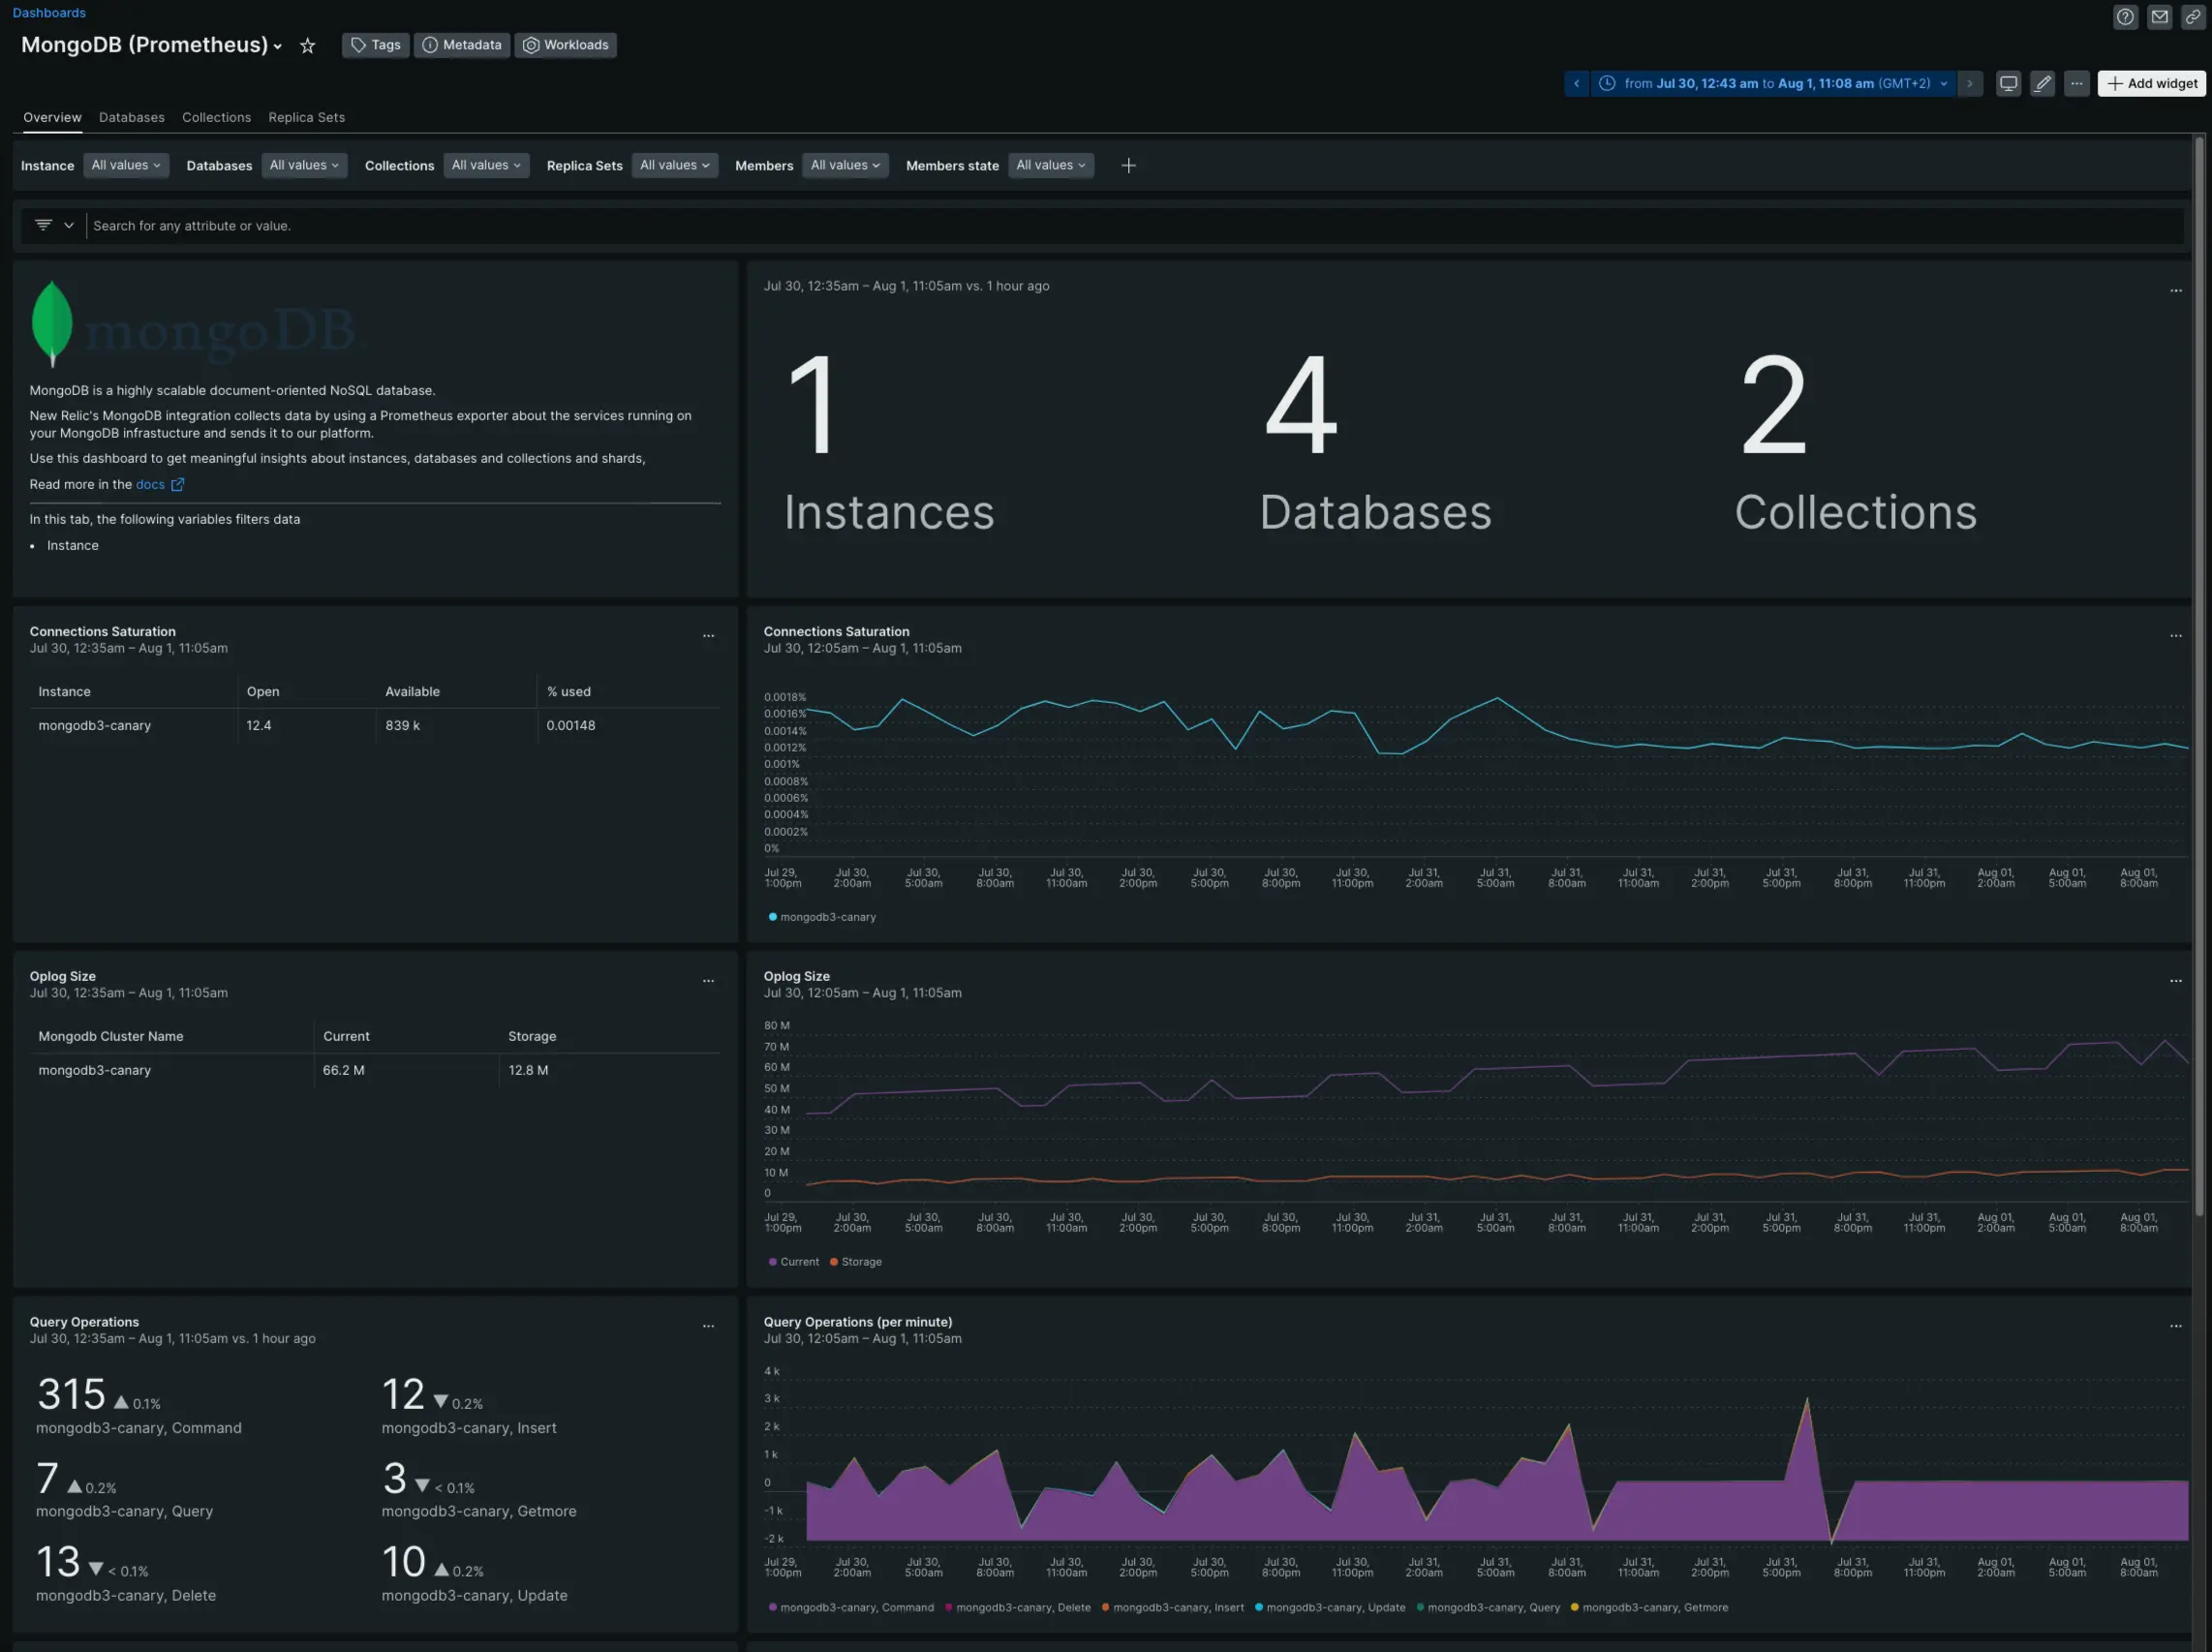 Dashboards
MongoDB (Prometheus)
Tags
Metadata
Workloads
from Jul 30, 12:43 am to Aug 1, 11:08 am (GMT+2)
Add widget
Overview
Databases
Collections
Replica Sets
Instance All values
Databases All values
Collections All values
Replica Sets All values
Members All values
Members state All values
Search for any attribute or value.
mongoDB.
MongoDB is a highly scalable document-oriented NoSQL database.
New Relic's MongoDB integration collects data by using a Prometheus exporter about the services running on
your MongoDB infrastucture and sends it to our platform.
Use this dashboard to get meaningful insights about instances, databases and collections and shards,
Read more in the docs
In this tab, the following variables filters data
• Instance
Jul 30, 12:35am – Aug 1, 11:05am vs. 1 hour ago
1
Instances
4
Databases
2
Collections
Connections Saturation
Jul 30, 12:35am – Aug 1, 11:05am
Instance Open Available % used
mongodb3-canary 12.4 839 k 0.00148
Connections Saturation
Jul 30, 12:05am – Aug 1, 11:05am
0.0018%
0.0016%
0.0014%
0.0012%
0.001%
0.0008%
0.0006%
0.0004%
0.0002%
0%
Jul 29, Jul 30, Jul 30, Jul 30, Jul 30, Jul 30, Jul 30, Jul 30, Jul 30, Jul 31, Jul 31, Jul 31, Jul 31, Jul 31, Jul 31, Jul 31, Jul 31, Aug 01, Aug 01, Aug 01,
1:00pm 2:00am 5:00am 8:00am 11:00am 2:00pm 5:00pm 8:00pm 11:00pm 2:00am 5:00am 8:00am 11:00am 2:00pm 5:00pm 8:00pm 11:00pm 2:00am 5:00am 8:00am
mongodb3-canary
Oplog Size
Jul 30, 12:35am – Aug 1, 11:05am
Mongodb Cluster Name Current Storage
mongodb3-canary 66.2 M 12.8 M
Oplog Size
Jul 30, 12:05am – Aug 1, 11:05am
80 M
70 M
60 M
50 M
40 M
30 M
20 M
10 M
0
Jul 29, Jul 30, Jul 30, Jul 30, Jul 30, Jul 30, Jul 30, Jul 30, Jul 30, Jul 31, Jul 31, Jul 31, Jul 31, Jul 31, Jul 31, Jul 31, Jul 31, Aug 01, Aug 01, Aug 01,
1:00pm 2:00am 5:00am 8:00am 11:00am 2:00pm 5:00pm 8:00pm 11:00pm 2:00am 5:00am 8:00am 11:00am 2:00pm 5:00pm 8:00pm 11:00pm 2:00am 5:00am 8:00am
Current Storage
Query Operations
Jul 30, 12:35am – Aug 1, 11:05am vs. 1 hour ago
315 ▲ 0.1%
mongodb3-canary, Command
12 ▼ 0.2%
mongodb3-canary, Insert
7 ▲ 0.2%
mongodb3-canary, Query
3 ▼ < 0.1%
mongodb3-canary, Getmore
13 ▼ < 0.1%
mongodb3-canary, Delete
10 ▲ 0.2%
mongodb3-canary, Update
Query Operations (per minute)
Jul 30, 12:05am – Aug 1, 11:05am
4 k
3 k
2 k
1 k
0
-1 k
-2 k
Jul 29, Jul 30, Jul 30, Jul 30, Jul 30, Jul 30, Jul 30, Jul 30, Jul 30, Jul 31, Jul 31, Jul 31, Jul 31, Jul 31, Jul 31, Jul 31, Jul 31, Aug 01, Aug 01, Aug 01,
1:00pm 2:00am 5:00am 8:00am 11:00am 2:00pm 5:00pm 8:00pm 11:00pm 2:00am 5:00am 8:00am 11:00am 2:00pm 5:00pm 8:00pm 11:00pm 2:00am 5:00am 8:00am
mongodb3-canary, Command mongodb3-canary, Delete mongodb3-canary, Insert mongodb3-canary, Update mongodb3-canary, Query mongodb3-canary, Getmore